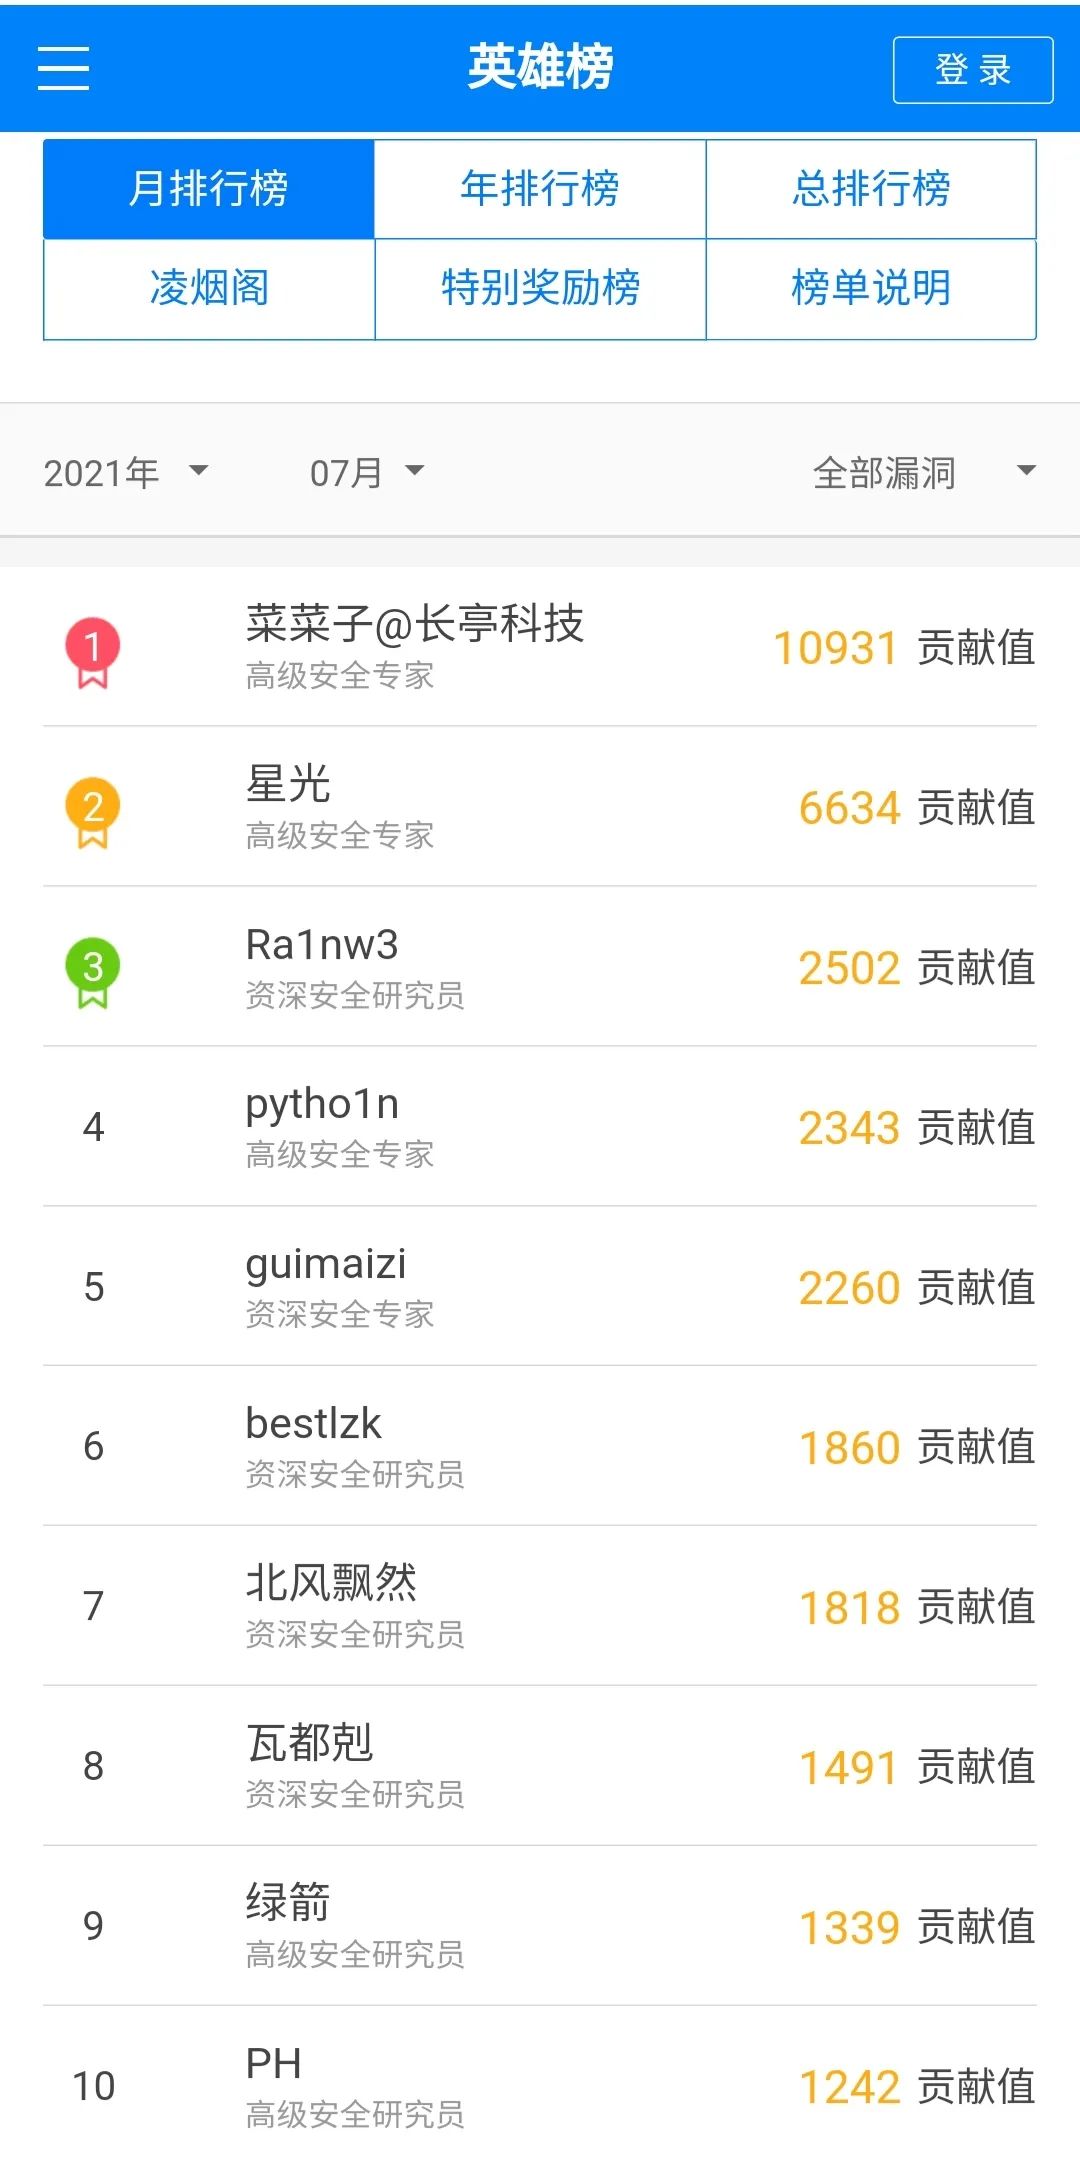 英雄榜
登 录
月排行榜 年排行榜 总排行榜
凌烟阁 特别奖励榜 榜单说明
2021年 07月 全部漏洞
1 菜菜子@长亭科技 10931 贡献值
高级安全专家
2 星光 6634 贡献值
高级安全专家
3 Ra1nw3 2502 贡献值
资深安全研究员
4 pytho1n 2343 贡献值
高级安全专家
5 guimaizi 2260 贡献值
资深安全专家
6 bestlzk 1860 贡献值
资深安全研究员
7 北风飘然 1818 贡献值
资深安全研究员
8 瓦都剋 1491 贡献值
资深安全研究员
9 绿箭 1339 贡献值
高级安全研究员
10 PH 1242 贡献值
高级安全研究员